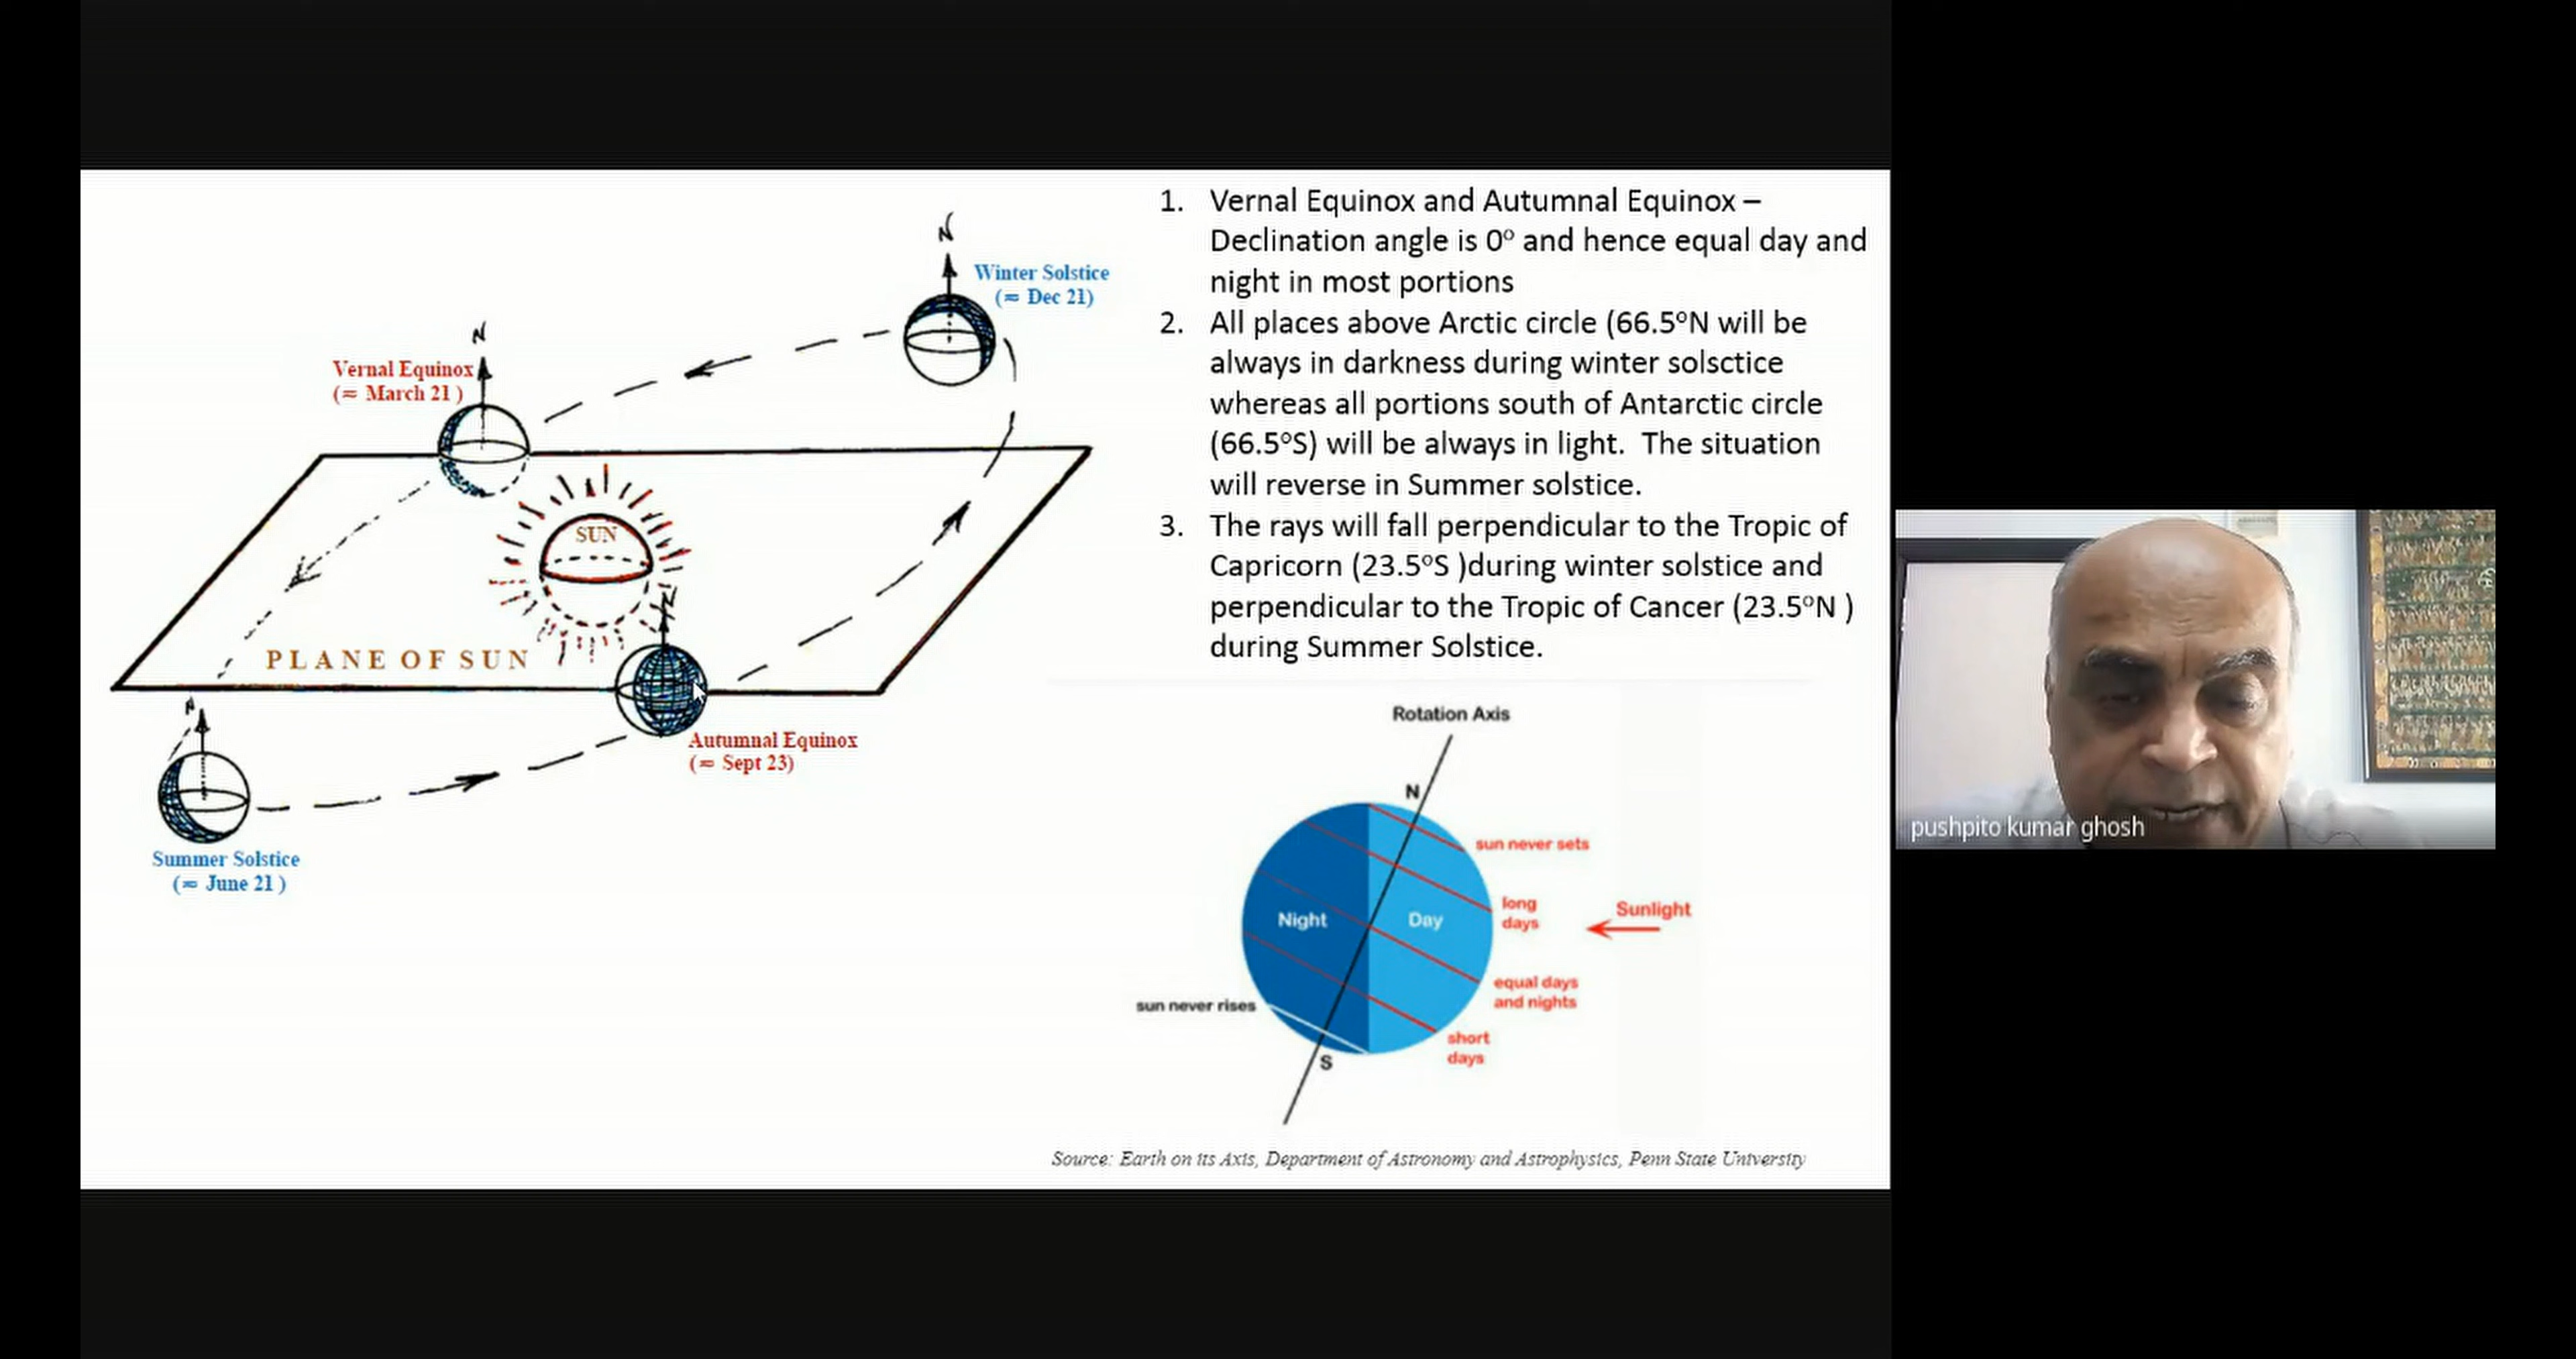 1. Vernal Equinox and Autumnal Equinox –
Declination angle is 0º and hence equal day and
night in most portions
2. All places above Arctic circle (66.5ºN will be
always in darkness during winter solsctice
whereas all portions south of Antarctic circle
(66.5ºS) will be always in light. The situation
will reverse in Summer solstice.
3. The rays will fall perpendicular to the Tropic of
Capricorn (23.5ºS )during winter solstice and
perpendicular to the Tropic of Cancer (23.5ºN )
during Summer Solstice.
N
Winter Solstice
(≈ Dec 21)
N
Vernal Equinox
(≈ March 21 )
SUN
N
PLANE OF SUN
Autumnal Equinox
(≈ Sept 23)
Summer Solstice
(≈ June 21 )
Rotation Axis
N
sun never sets
long
days
Night
Day
Sunlight
equal days
and nights
sun never rises
short
days
S
Source: Earth on its Axis, Department of Astronomy and Astrophysics, Penn State University
pushpito kumar ghosh